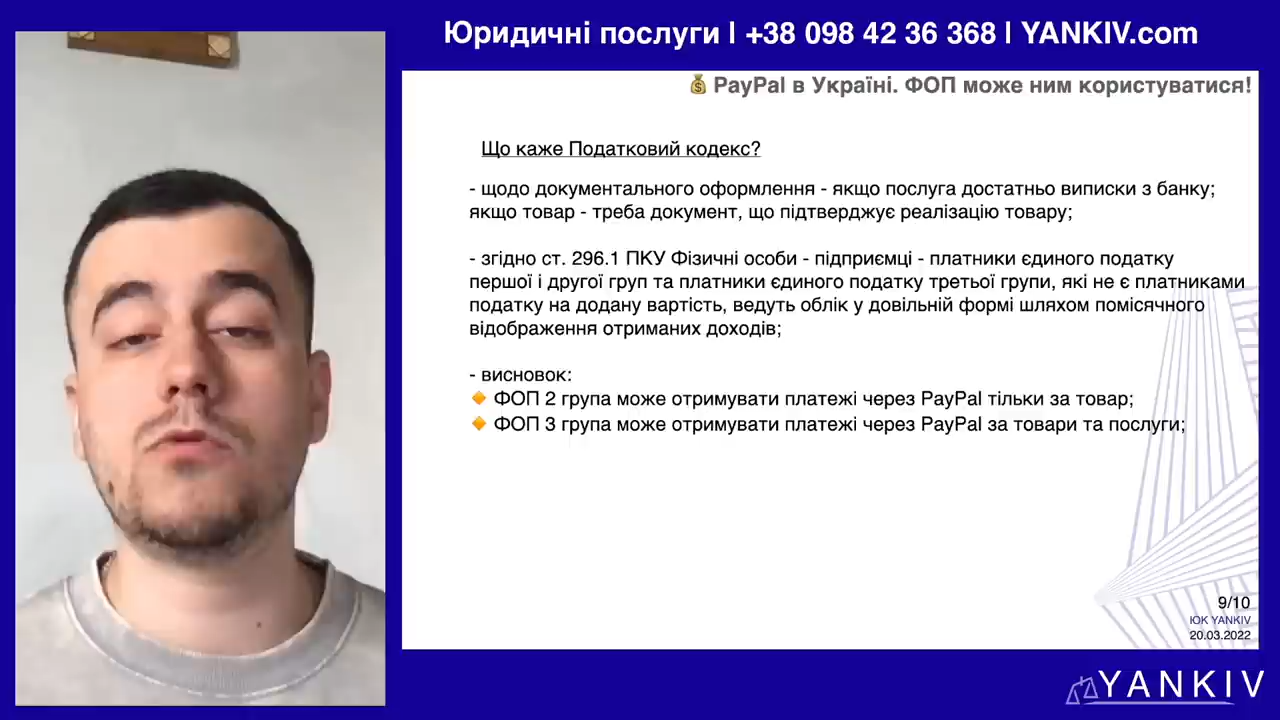 Юридичні послуги | +38 098 42 36 368 | YANKIV.com
PayPal в Україні. ФОП може ним користуватися!
Що каже Податковий кодекс?
- щодо документального оформлення - якщо послуга достатньо виписки з банку;
якщо товар - треба документ, що підтверджує реалізацію товару;
- згідно ст. 296.1 ПКУ Фізичні особи - підприємці - платники єдиного податку
першої і другої груп та платники єдиного податку третьої групи, які не є платниками
податку на додану вартість, ведуть облік у довільній формі шляхом помісячного
відображення отриманих доходів;
- висновок:
ФОП 2 група може отримувати платежі через PayPal тільки за товар;
ФОП 3 група може отримувати платежі через PayPal за товари та послуги;
9/10
ЮК YANKIV
20.03.2022
YANKIV